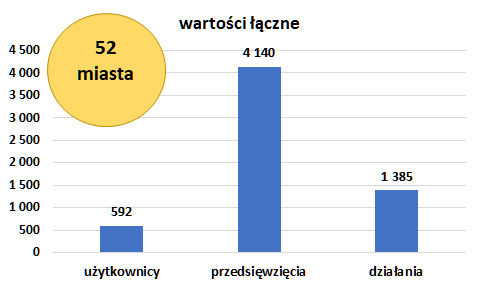 wartości łączne
52
miasta
4 500
4 000
3 500
3 000
2 500
2 000
1 500
1 000
500
0
592
4 140
1 385
użytkownicy
przedsięwzięcia
działania